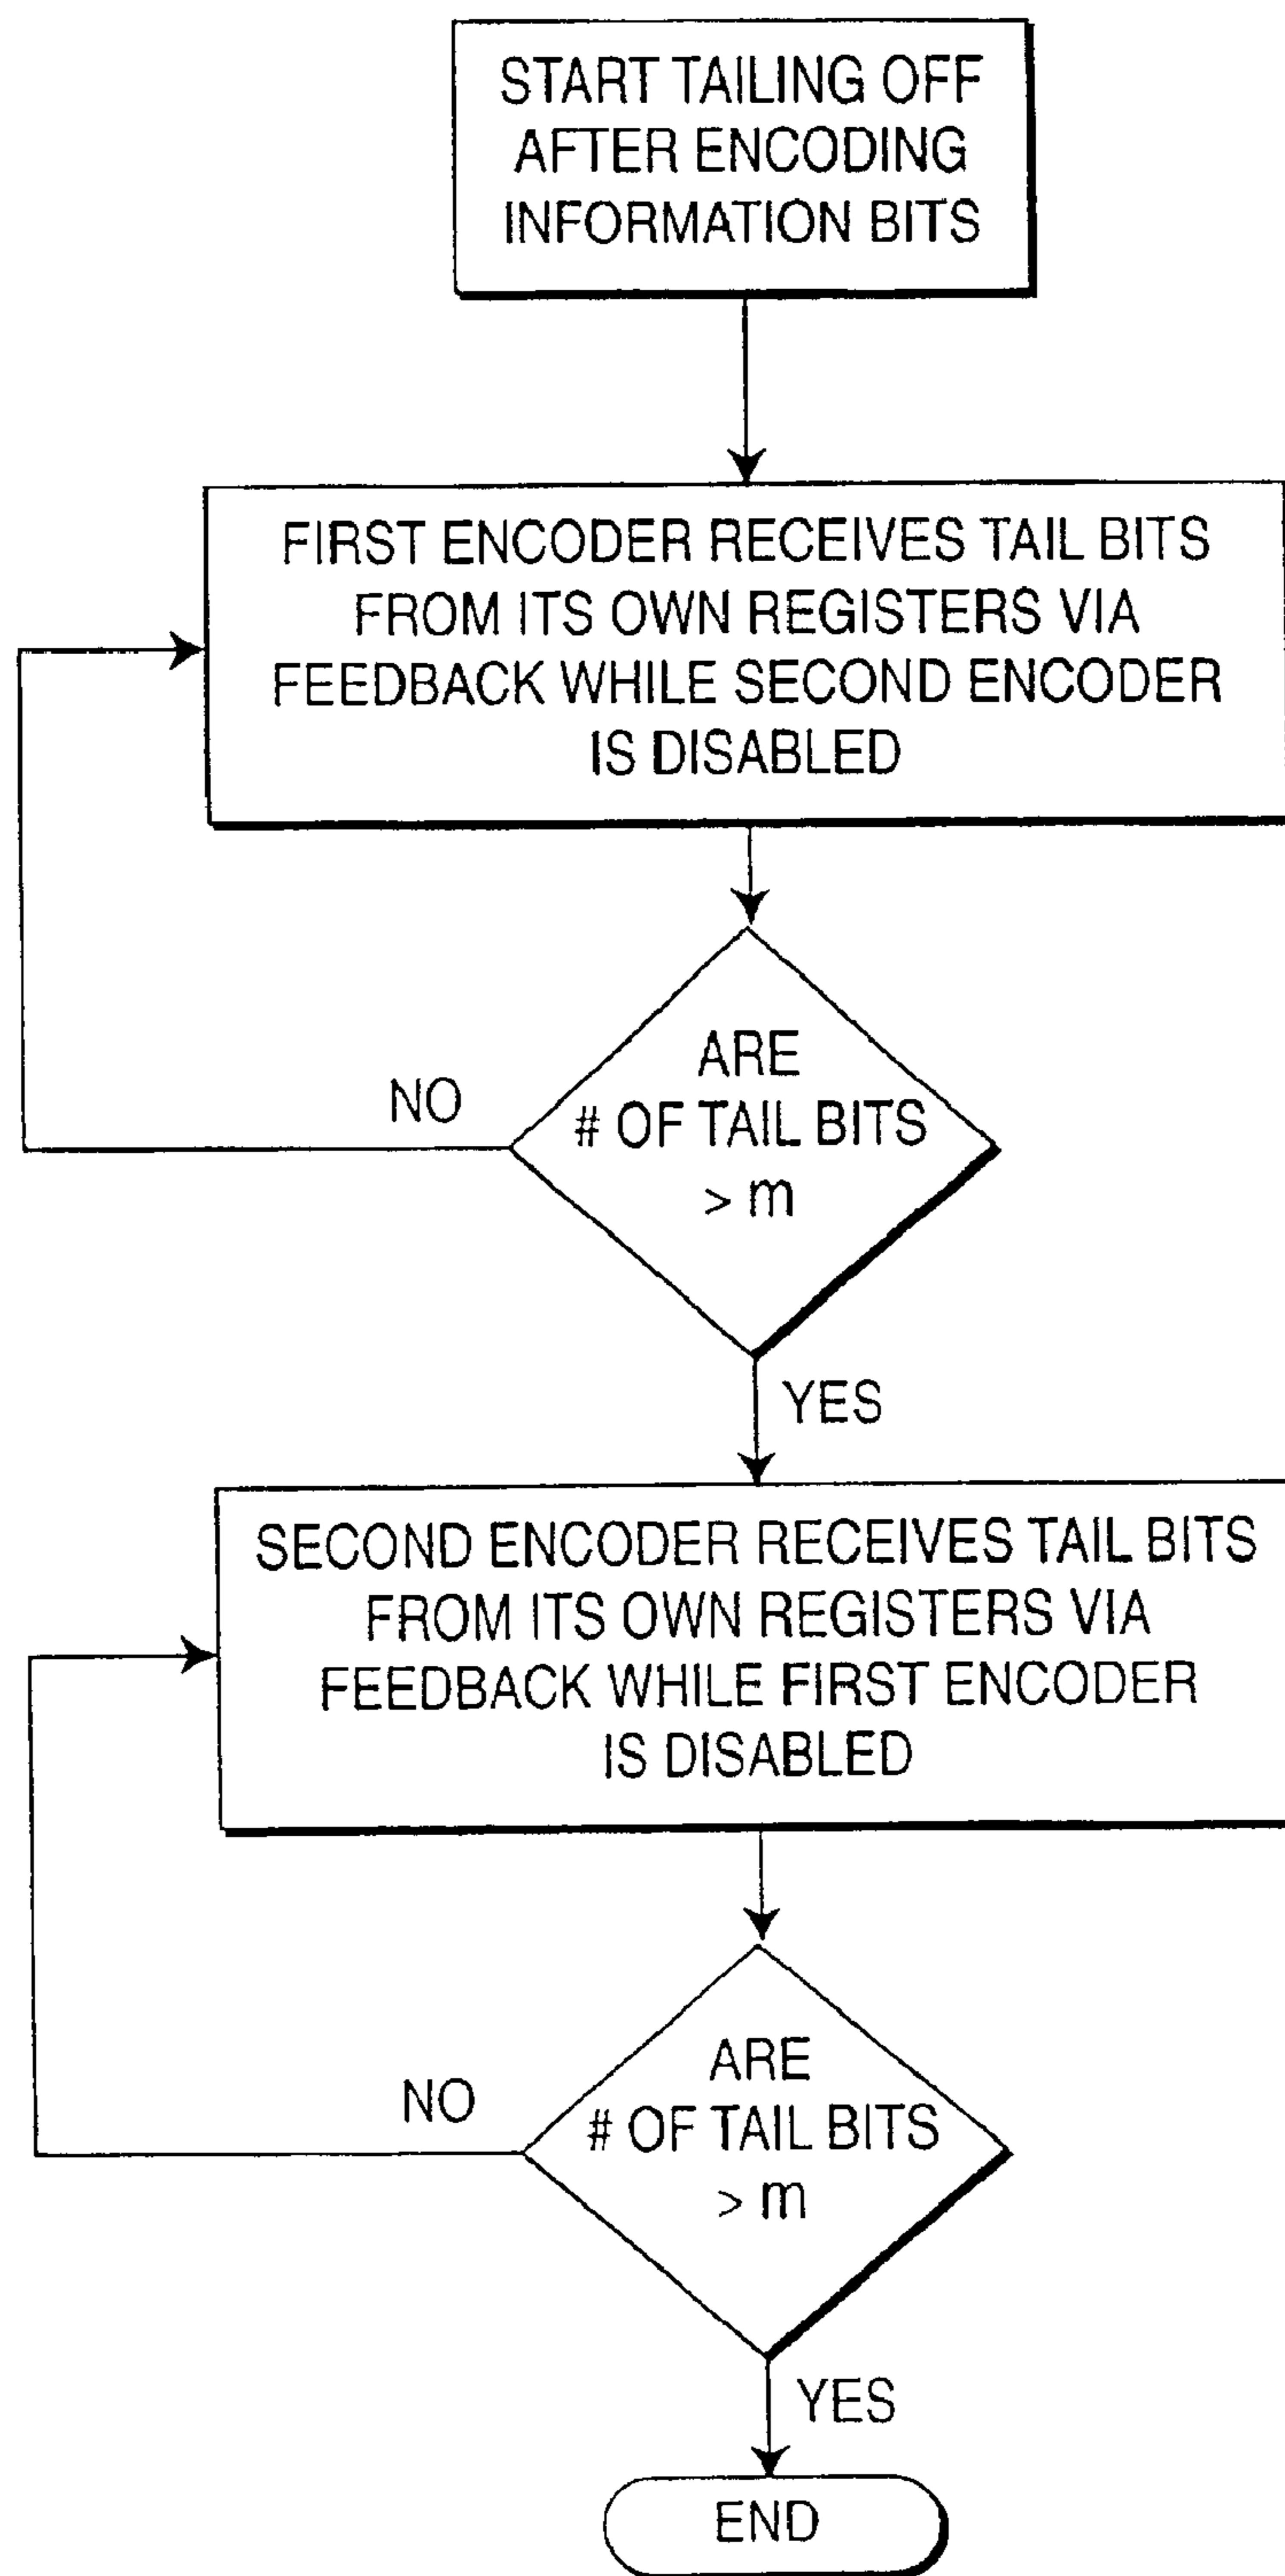 START TAILING OFF
AFTER ENCODING
INFORMATION BITS
FIRST ENCODER RECEIVES TAIL BITS
FROM ITS OWN REGISTERS VIA
FEEDBACK WHILE SECOND ENCODER
IS DISABLED
ARE
# OF TAIL BITS
> m
NO
YES
SECOND ENCODER RECEIVES TAIL BITS
FROM ITS OWN REGISTERS VIA
FEEDBACK WHILE FIRST ENCODER
IS DISABLED
ARE
# OF TAIL BITS
> m
NO
YES
END